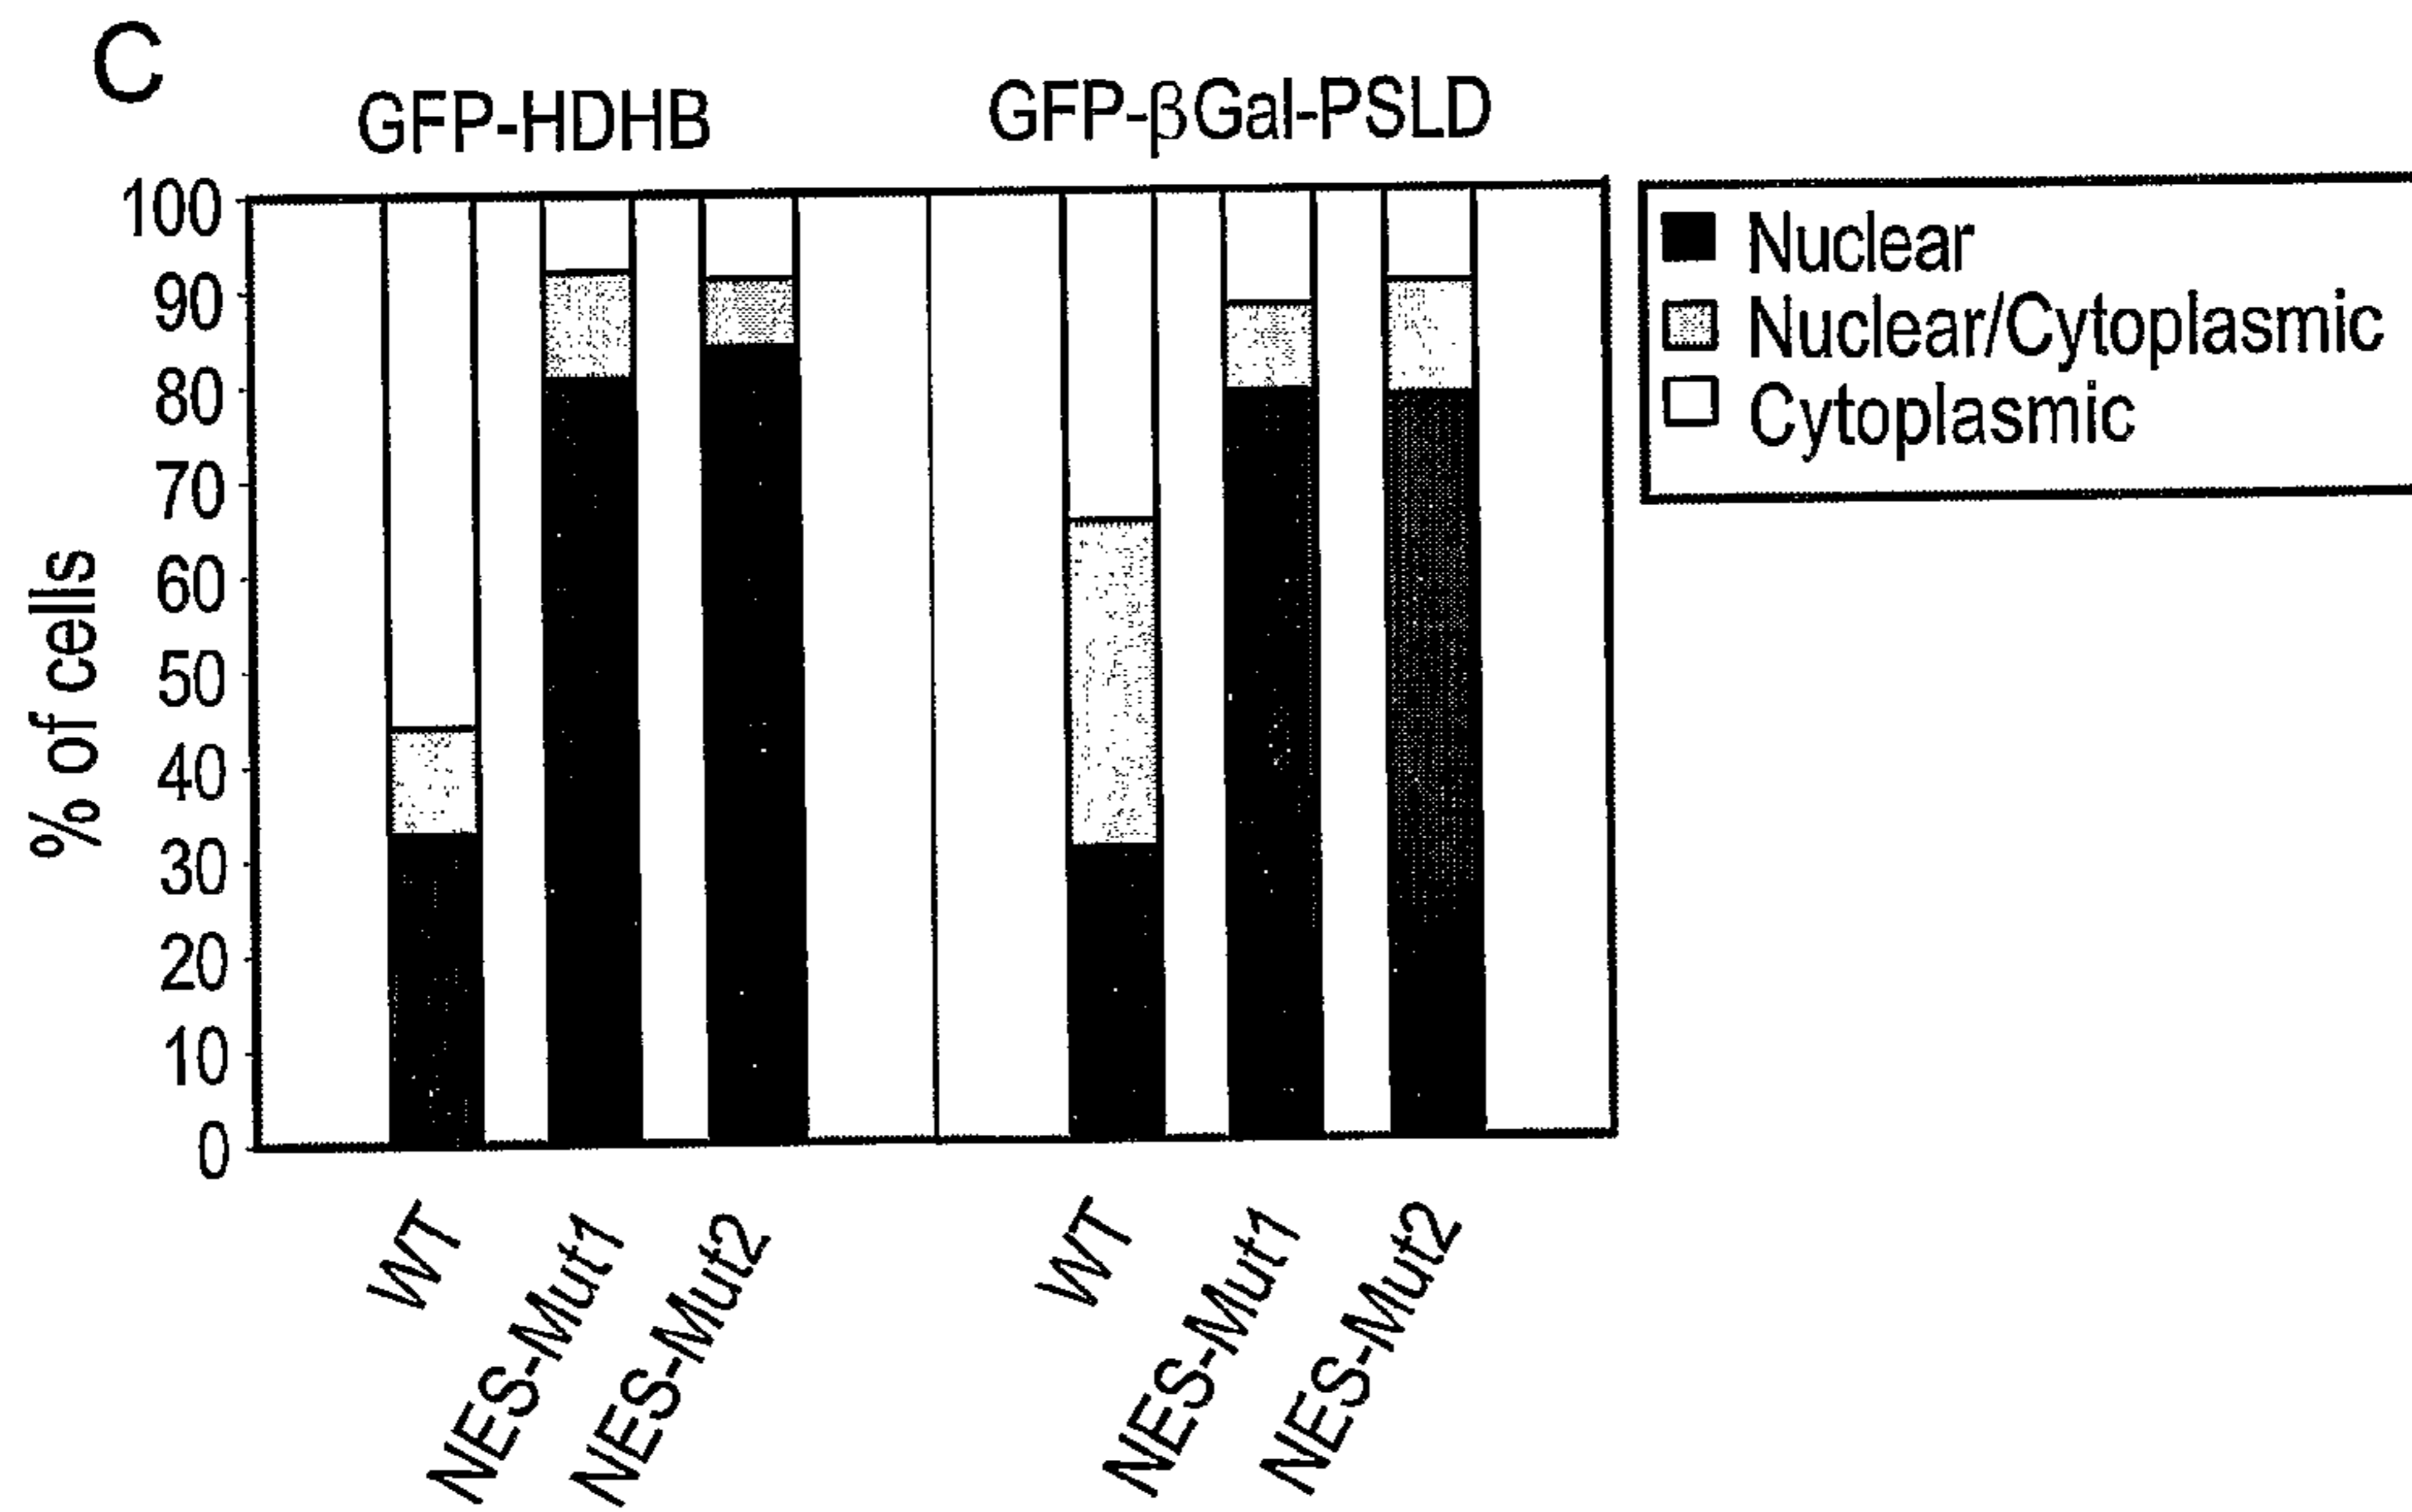 C
GFP-HDHB
GFP-βGal-PSLD
100
90
80
70
60
50
40
30
20
10
0
% of cells
Nuclear
Nuclear/Cytoplasmic
Cytoplasmic
WT
NES-Mut1
NES-Mut2
WT
NES-Mut1
NES-Mut2